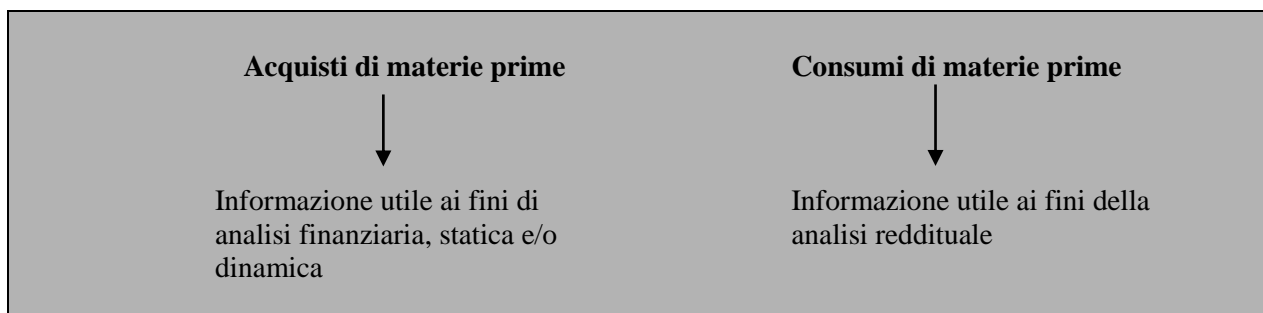 Acquisti di materie prime
Informazione utile ai fini di
analisi finanziaria, statica e/o
dinamica
Consumi di materie prime
Informazione utile ai fini della
analisi reddituale